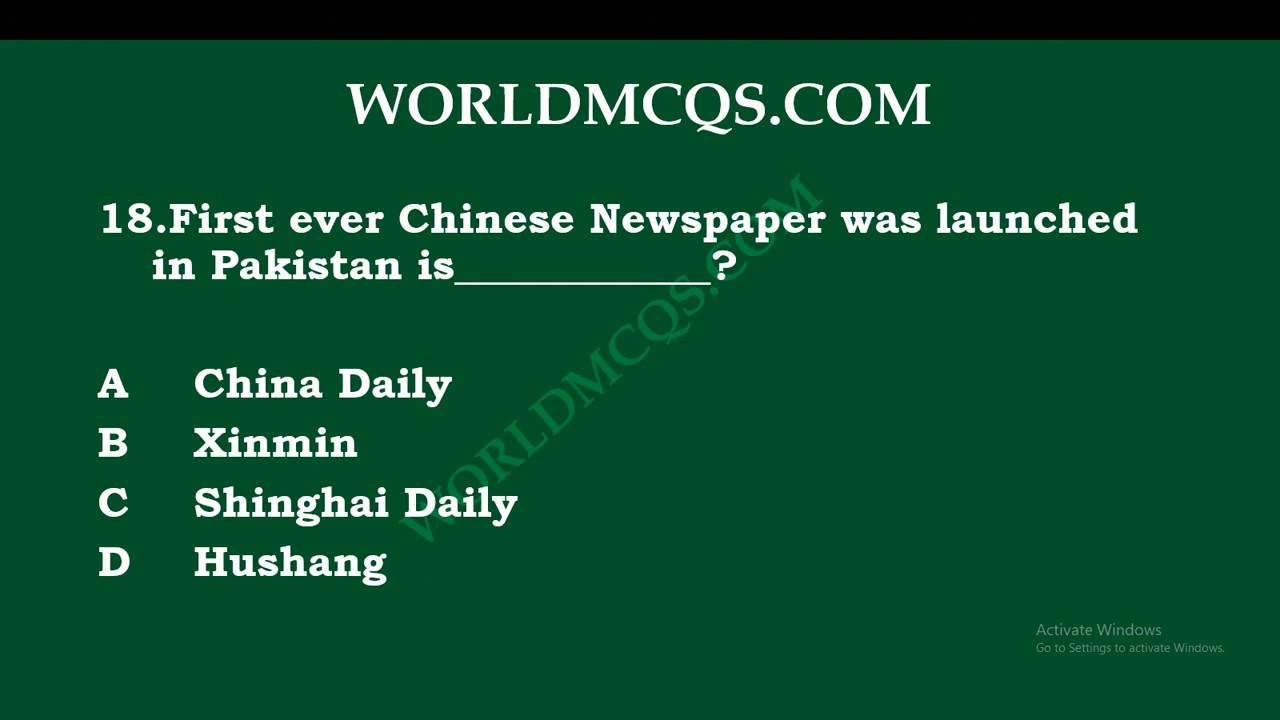 WORLDMCQS.COM
18.First ever Chinese Newspaper was launched
in Pakistan is____________?
A China Daily
B Xinmin
C Shinghai Daily
D Hushang
WORLDMCQS.COM
Activate Windows
Go to Settings to activate Windows.